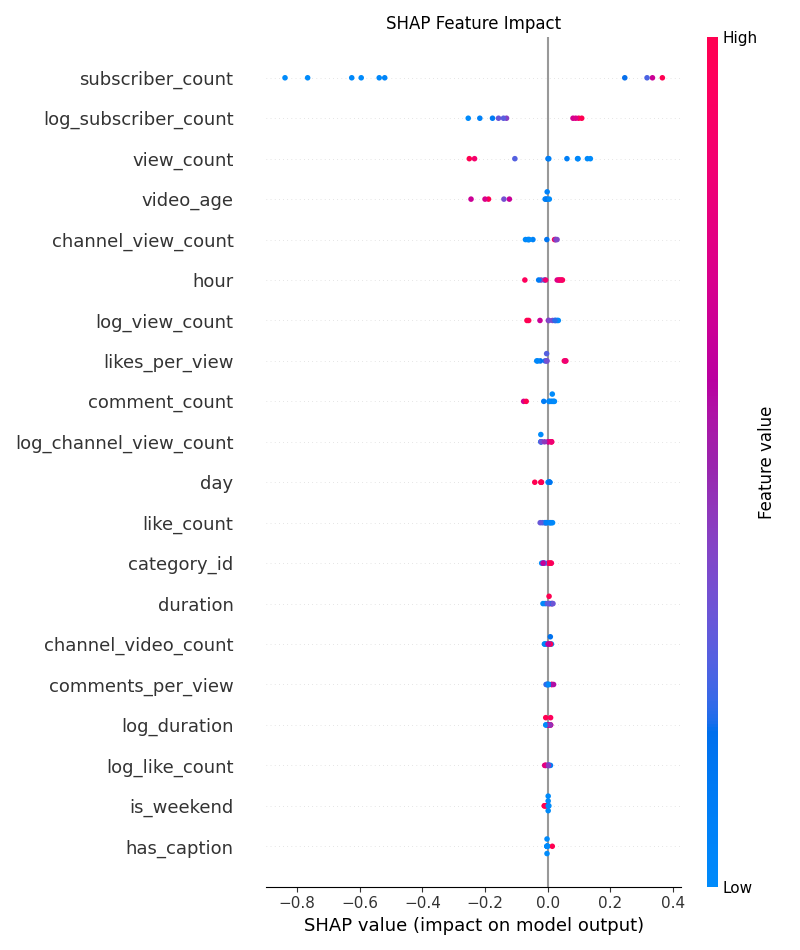 SHAP Feature Impact
High
subscriber_count
log_subscriber_count
view_count
video_age
channel_view_count
hour
log_view_count
likes_per_view
comment_count
log_channel_view_count
day
like_count
category_id
duration
channel_video_count
comments_per_view
log_duration
log_like_count
is_weekend
has_caption
Feature value
Low
−0.8 −0.6 −0.4 −0.2 0.0 0.2 0.4
SHAP value (impact on model output)